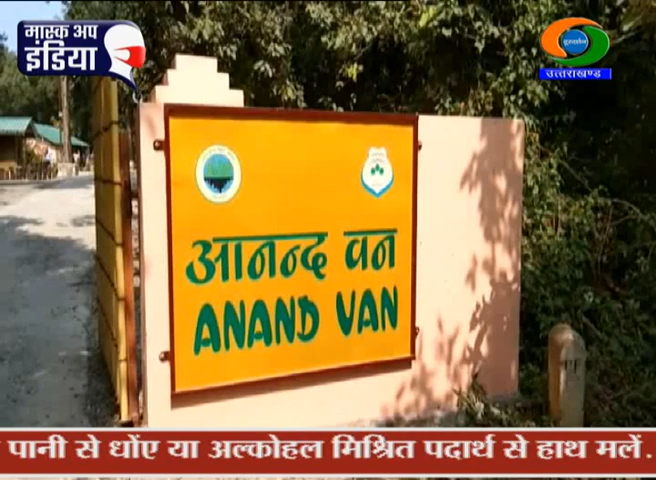 मास्क अप
इंडिया
उत्तराखण्ड
आनन्द वन
ANAND VAN
पानी से धोंए या अल्कोहल मिश्रित पदार्थ से हाथ मलें.